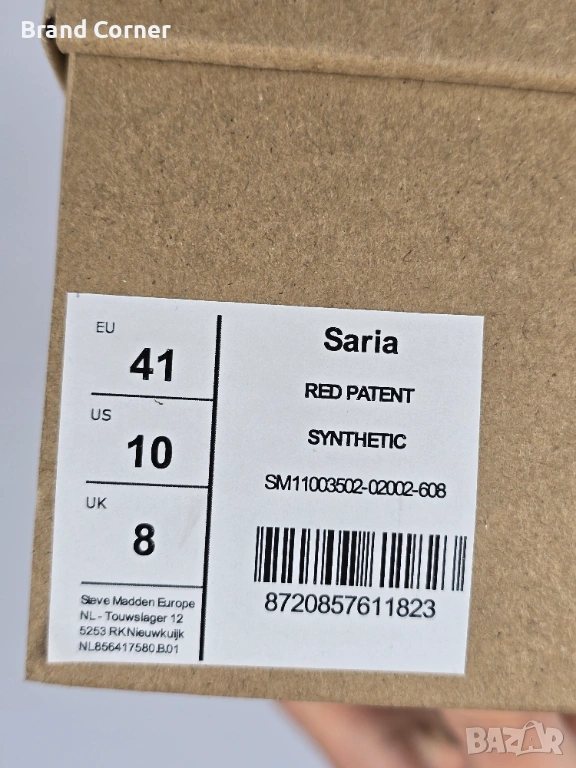 Brand Corner
EU
41
US
10
UK
8
Steve Madden Europe
NL - Touwslager 12
5253 RK Nieuwkuijk
NL856417580.B.01
Saria
RED PATENT
SYNTHETIC
SM11003502-02002-608
8720857611823
BAZAR